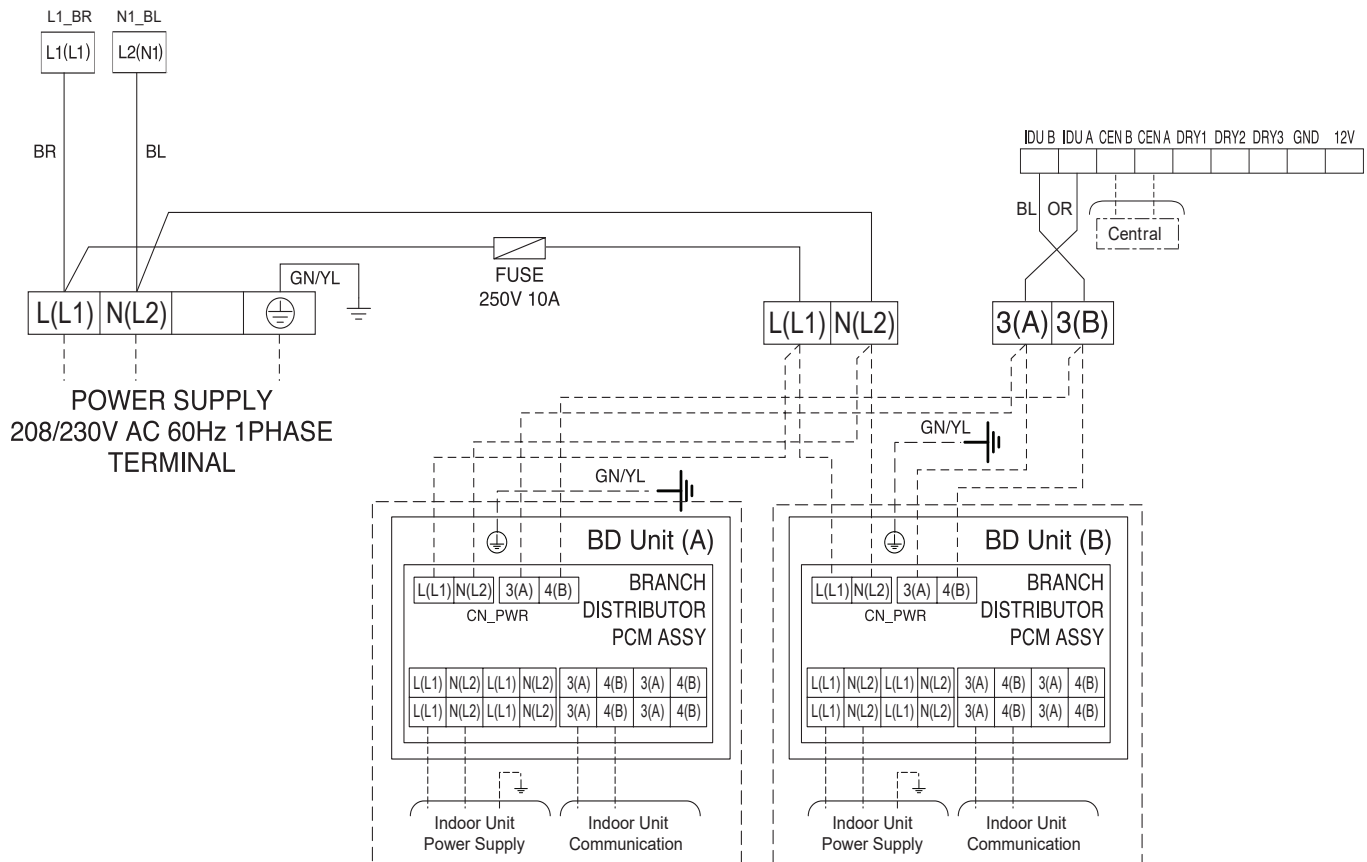 L1_BR N1_BL
L1(L1) L2(N1)
BR BL
IDU B IDU A CEN B CEN A DRY1 DRY2 DRY3 GND 12V
BL OR
Central
GN/YL
FUSE
250V 10A
L(L1) N(L2)
L(L1) N(L2)
3(A) 3(B)
POWER SUPPLY
208/230V AC 60Hz 1PHASE
TERMINAL
GN/YL
GN/YL
BD Unit (A)
L(L1) N(L2) 3(A) 4(B)
CN_PWR
BRANCH
DISTRIBUTOR
PCM ASSY
L(L1) N(L2) L(L1) N(L2) 3(A) 4(B) 3(A) 4(B)
L(L1) N(L2) L(L1) N(L2) 3(A) 4(B) 3(A) 4(B)
Indoor Unit
Power Supply
Indoor Unit
Communication
BD Unit (B)
L(L1) N(L2) 3(A) 4(B)
CN_PWR
BRANCH
DISTRIBUTOR
PCM ASSY
L(L1) N(L2) L(L1) N(L2) 3(A) 4(B) 3(A) 4(B)
L(L1) N(L2) L(L1) N(L2) 3(A) 4(B) 3(A) 4(B)
Indoor Unit
Power Supply
Indoor Unit
Communication